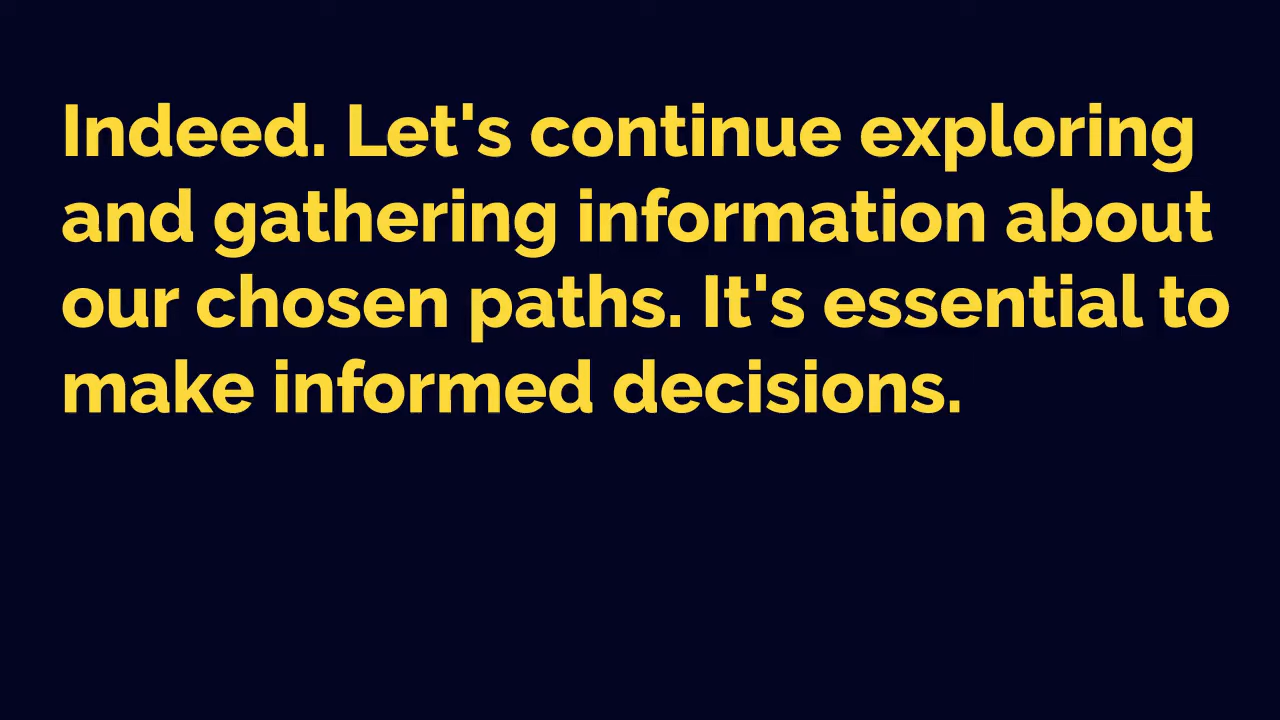 Indeed. Let's continue exploring
and gathering information about
our chosen paths. It's essential to
make informed decisions.